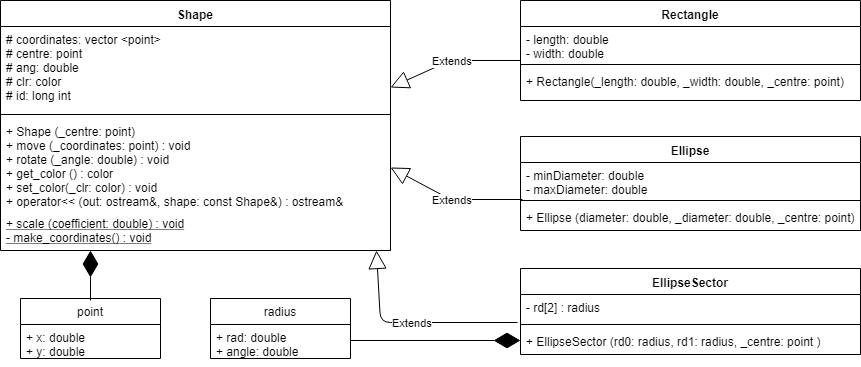 Shape
# coordinates: vector <point>
# centre: point
# ang: double
# clr: color
# id: long int
+ Shape (_centre: point)
+ move (_coordinates: point) : void
+ rotate (_angle: double) : void
+ get_color () : color
+ set_color(_clr: color) : void
+ operator<< (out: ostream&, shape: const Shape&) : ostream&
+ scale (coefficient: double) : void
- make_coordinates() : void
Extends
Rectangle
- length: double
- width: double
+ Rectangle(_length: double, _width: double, _centre: point)
Extends
Ellipse
- minDiameter: double
- maxDiameter: double
+ Ellipse (diameter: double, _diameter: double, _centre: point)
Extends
EllipseSector
- rd[2] : radius
+ EllipseSector (rd0: radius, rd1: radius, _centre: point )
point
+ x: double
+ y: double
radius
+ rad: double
+ angle: double